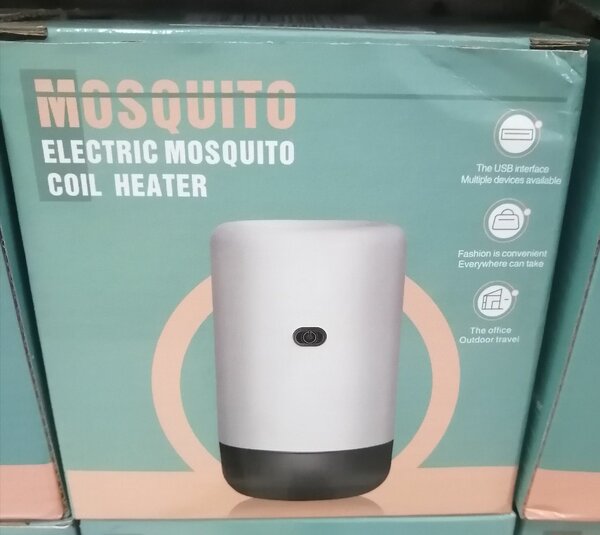 MOSQUITO
ELECTRIC MOSQUITO
COIL HEATER
The USB interface
Multiple devices available
Fashion is convenient
Everywhere can take
The office
Outdoor travel